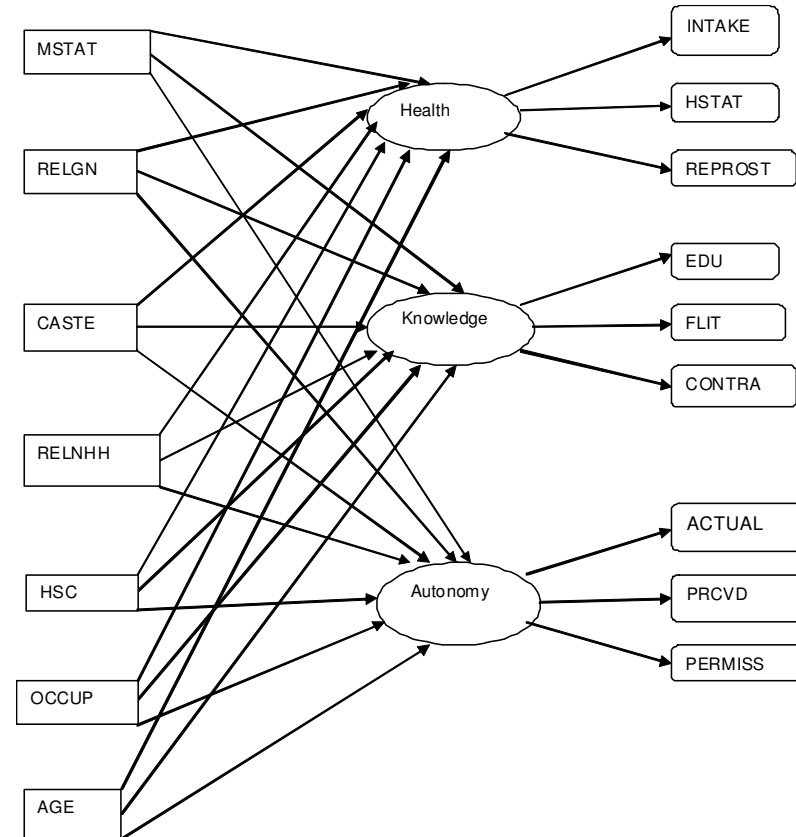 MSTAT
RELGN
CASTE
RELNHH
HSC
OCCUP
AGE
Health
Knowledge
Autonomy
INTAKE
HSTAT
REPROST
EDU
FLIT
CONTRA
ACTUAL
PRCVD
PERMISS